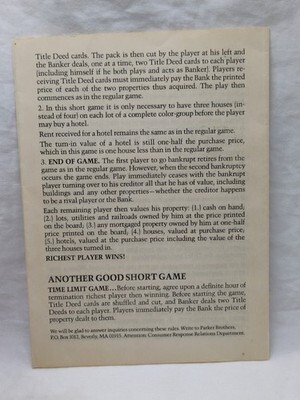 Title Deed cards. The pack is then cut by the player at his left and
the Banker deals, one at a time, two Title Deed cards to each player
(including himself if he both plays and acts as Banker). Players re-
ceiving Title Deed cards must immediately pay the Bank the printed
price of each of the two properties thus acquired. The play then
commences as in the regular game.
2. In this short game it is only necessary to have three houses (in-
stead of four) on each lot of a complete color-group before the player
may buy a hotel.
Rent received for a hotel remains the same as in the regular game.
The turn-in value of a hotel is still one-half the purchase price,
which in this game is one house less than in the regular game.
3. END OF GAME. The first player to go bankrupt retires from the
game as in the regular game. However, when the second bankruptcy
occurs the game ends. Play immediately ceases with the bankrupt
player turning over to his creditor all that he has of value, including
buildings and any other properties—whether the creditor happens
to be a rival player or the Bank.
Each remaining player then values his property: (1.) cash on hand;
(2.) lots, utilities and railroads owned by him at the price printed
on the board; (3.) any mortgaged property owned by him at one-half
price printed on the board; (4.) houses, valued at purchase price;
(5.) hotels, valued at the purchase price including the value of the
three houses turned in.
RICHEST PLAYER WINS!
ANOTHER GOOD SHORT GAME
TIME LIMIT GAME...Before starting, agree upon a definite hour of
termination richest player then winning. Before starting the game,
Title Deed cards are shuffled and cut, and Banker deals two Title
Deeds to each player. Players immediately pay the Bank the price of
property dealt to them.
We will be glad to answer inquiries concerning these rules. Write to Parker Brothers,
P.O. Box 1012, Beverly, MA 01915. Attention: Consumer Response Relations Department.